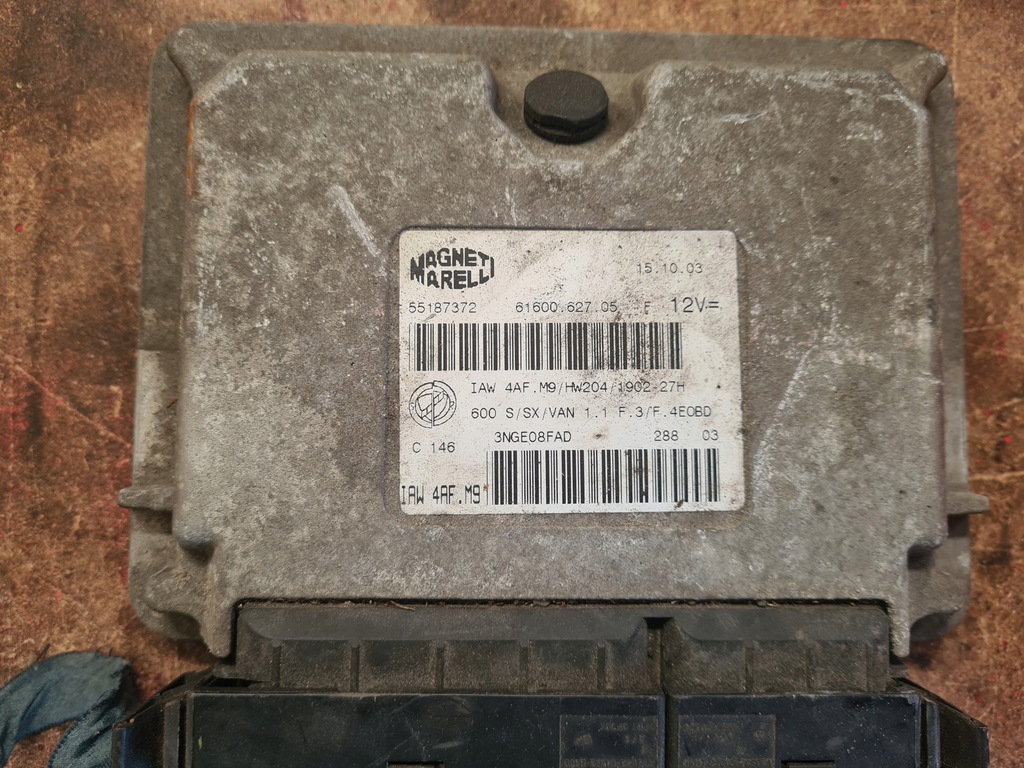 MAGNETI
MARELLI
15.10.03
55187372 61600.627.05 F 12V=
IAW 4AF.M9/HW204/1902-27H
600 S/SX/VAN 1.1 F.3/F.4EOBD
3NGE08FAD 288 03
C 146
IAW 4AF.M9*